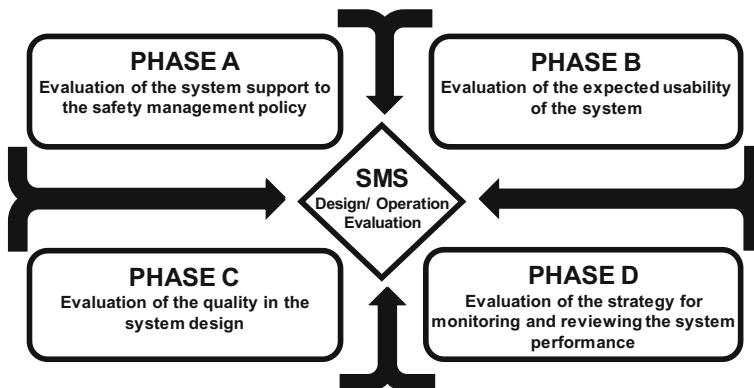 PHASE A
Evaluation of the system support to
the safety management policy
PHASE B
Evaluation of the expected usability
of the system
SMS
Design/ Operation
Evaluation
PHASE C
Evaluation of the quality in the
system design
PHASE D
Evaluation of the strategy for
monitoring and reviewing the system
performance